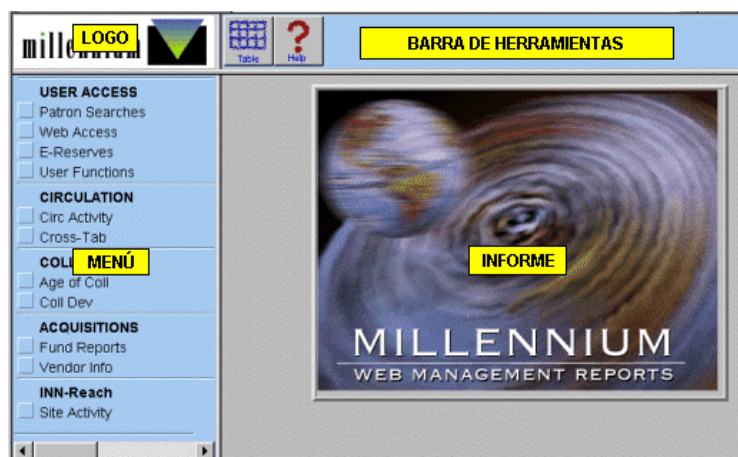 LOGO
Table
Help
BARRA DE HERRAMIENTAS
USER ACCESS
Patron Searches
Web Access
E-Reserves
User Functions
CIRCULATION
Circ Activity
Cross-Tab
MENÚ
Age of Coll
Coll Dev
ACQUISITIONS
Fund Reports
Vendor Info
INN-Reach
Site Activity
INFORME
MILLENNIUM
WEB MANAGEMENT REPORTS